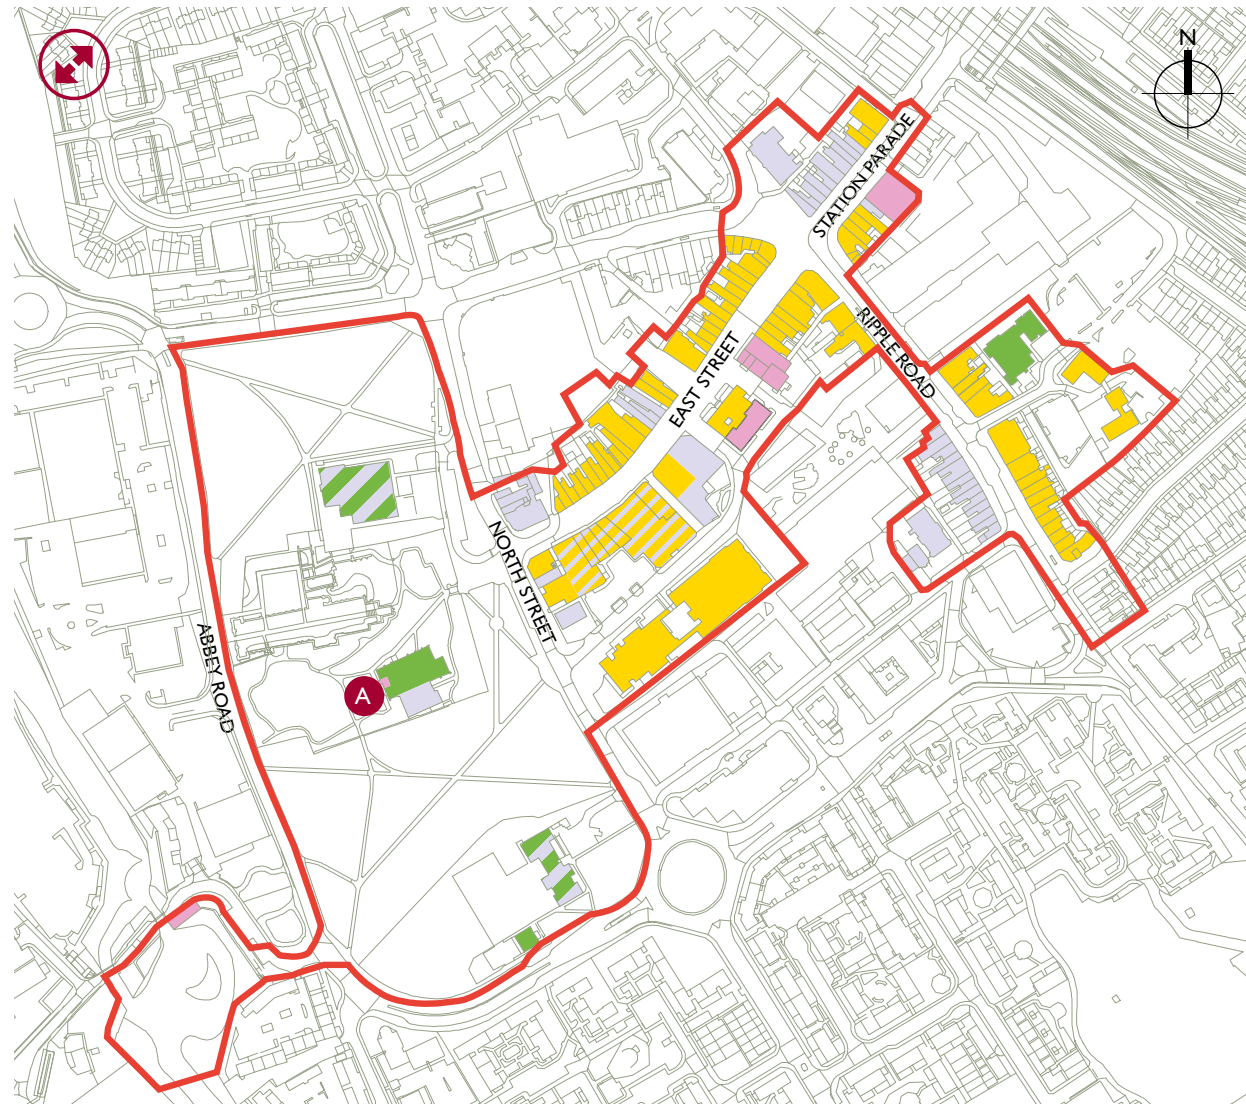 N
STATION PARADE
EAST STREET
RIPPLE ROAD
NORTH STREET
ABBEY ROAD
A